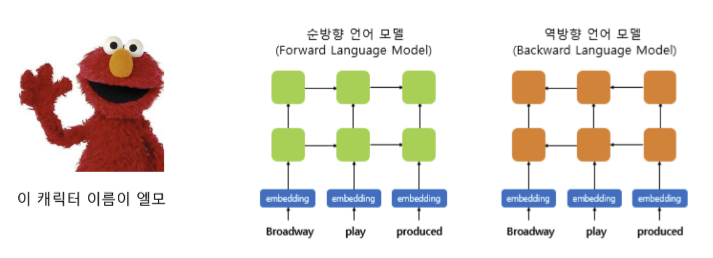 이 캐릭터 이름이 엘모
순방향 언어 모델
(Forward Language Model)
embedding embedding embedding
Broadway play produced
역방향 언어 모델
(Backward Language Model)
embedding embedding embedding
Broadway play produced